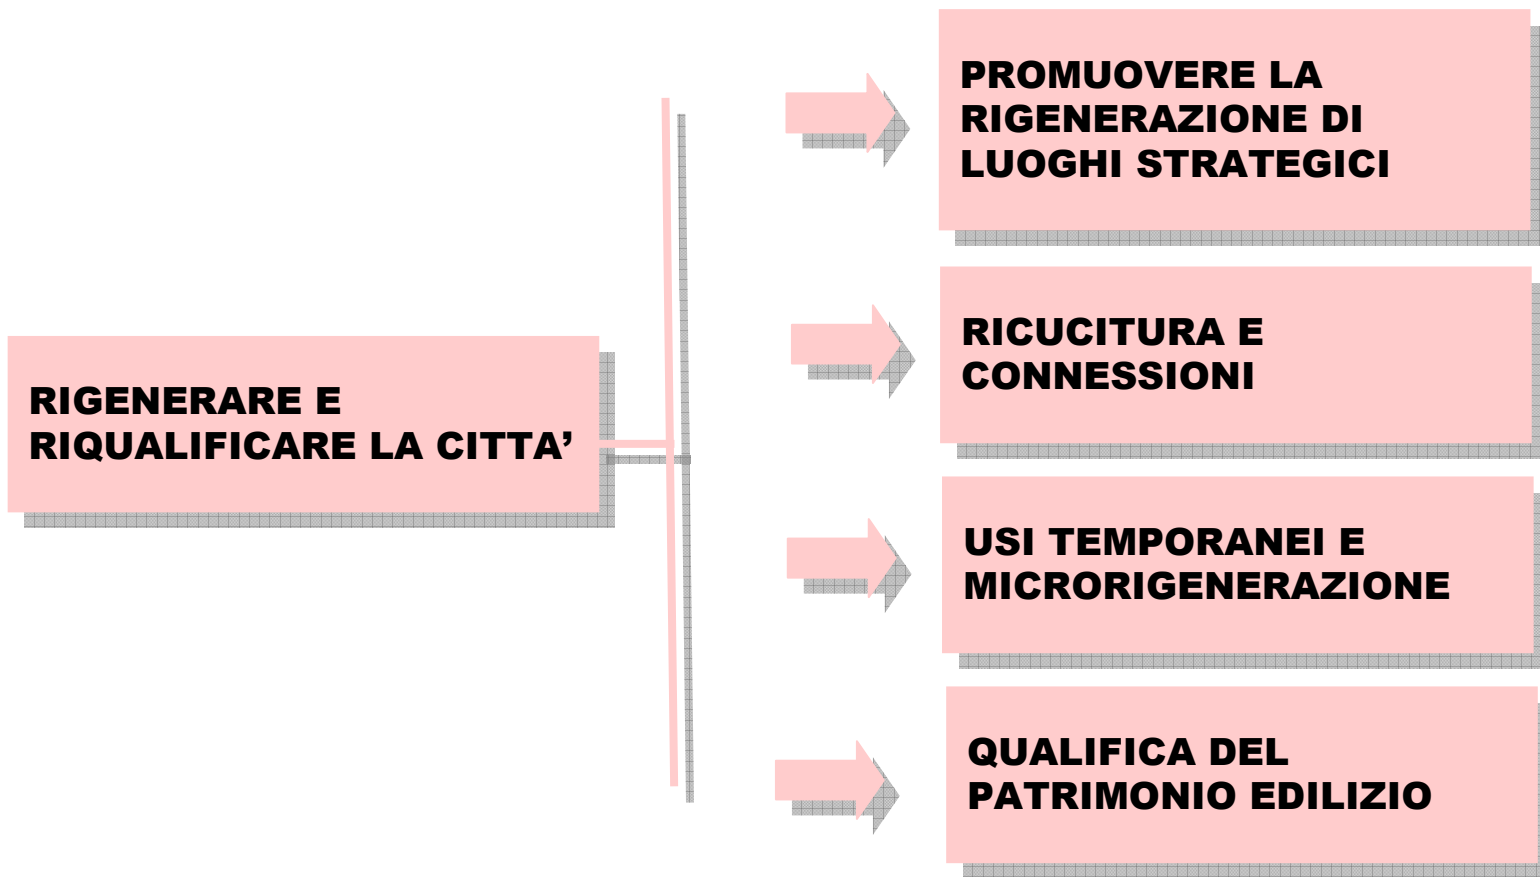 RIGENERARE E
RIQUALIFICARE LA CITTA’
PROMUOVERE LA
RIGENERAZIONE DI
LUOGHI STRATEGICI
RICUCITURA E
CONNESSIONI
USI TEMPORANEI E
MICRORIGENERAZIONE
QUALIFICA DEL
PATRIMONIO EDILIZIO